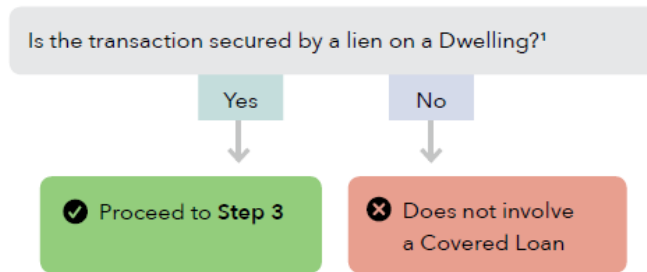 Is the transaction secured by a lien on a Dwelling?¹
Yes
No
Proceed to Step 3
Does not involve
a Covered Loan